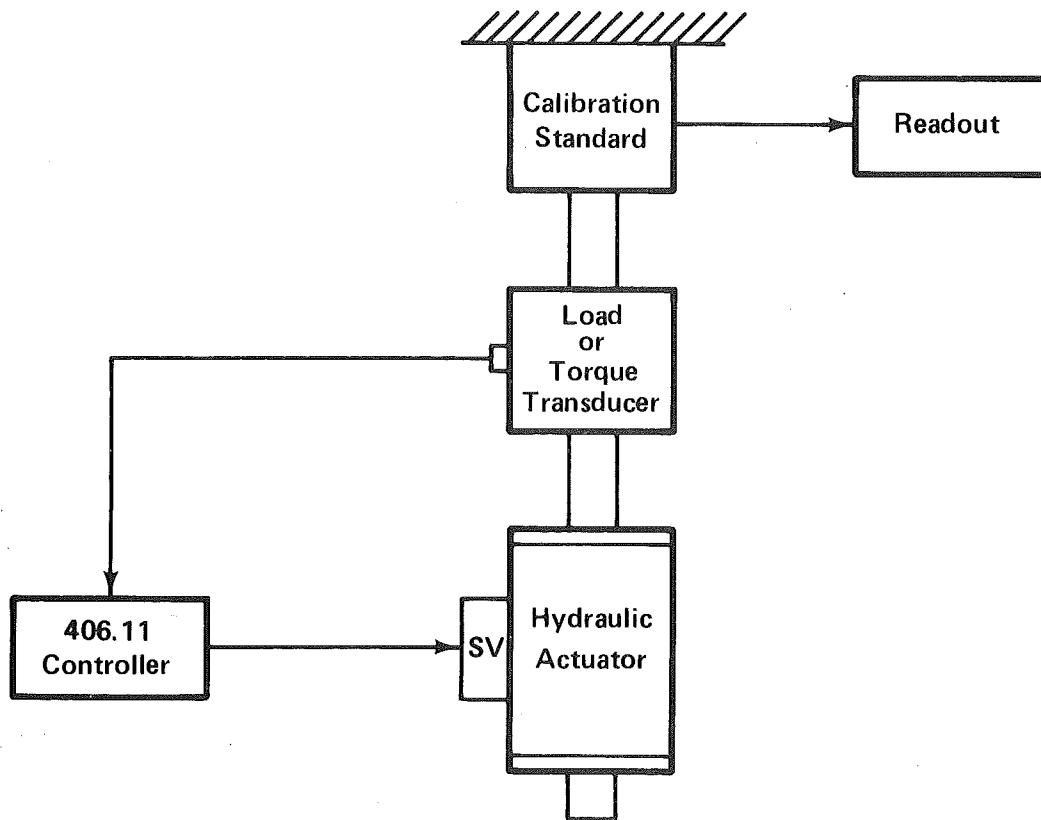 Calibration
Standard
Readout
Load
or
Torque
Transducer
406.11
Controller
SV
Hydraulic
Actuator